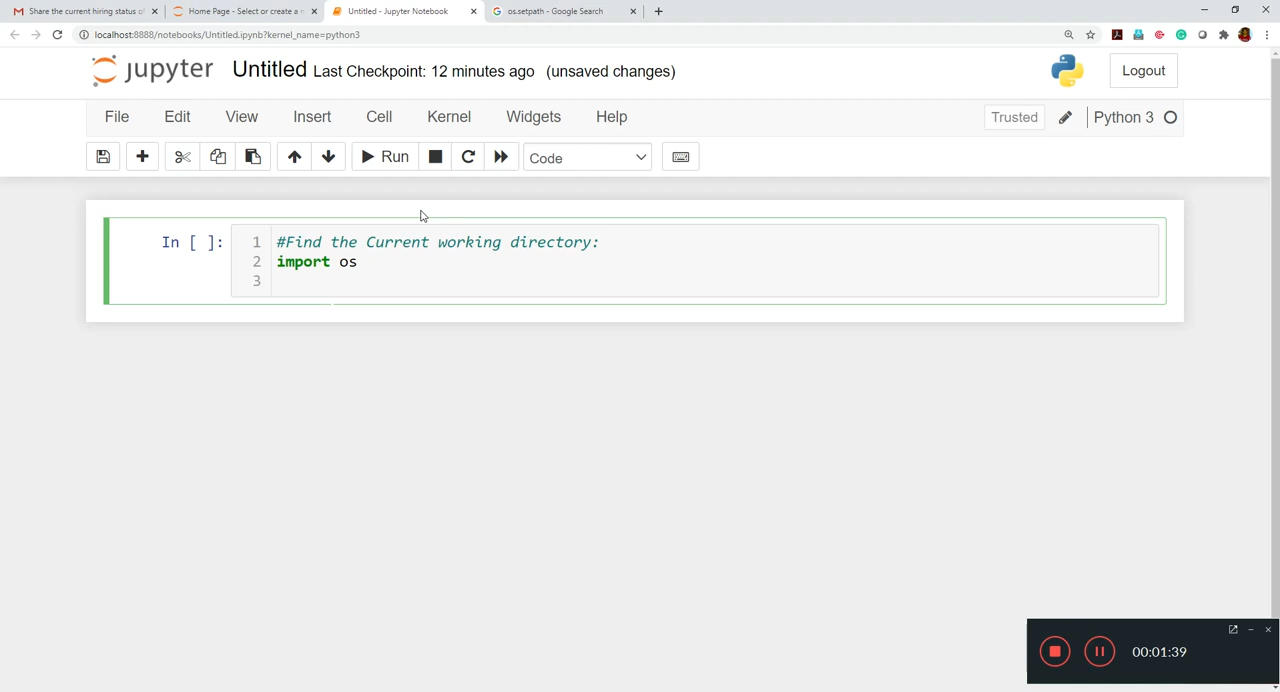 Share the current hiring status o
Home Page - Select or create a n
Untitled - Jupyter Notebook
os.setpath - Google Search
localhost:8888/notebooks/Untitled.ipynb?kernel_name=python3
jupyter Untitled Last Checkpoint: 12 minutes ago (unsaved changes)
Logout
File Edit View Insert Cell Kernel Widgets Help
Trusted
Python 3
Run
Code
In [ ]:
1 #Find the Current working directory:
2 import os
3
00:01:39